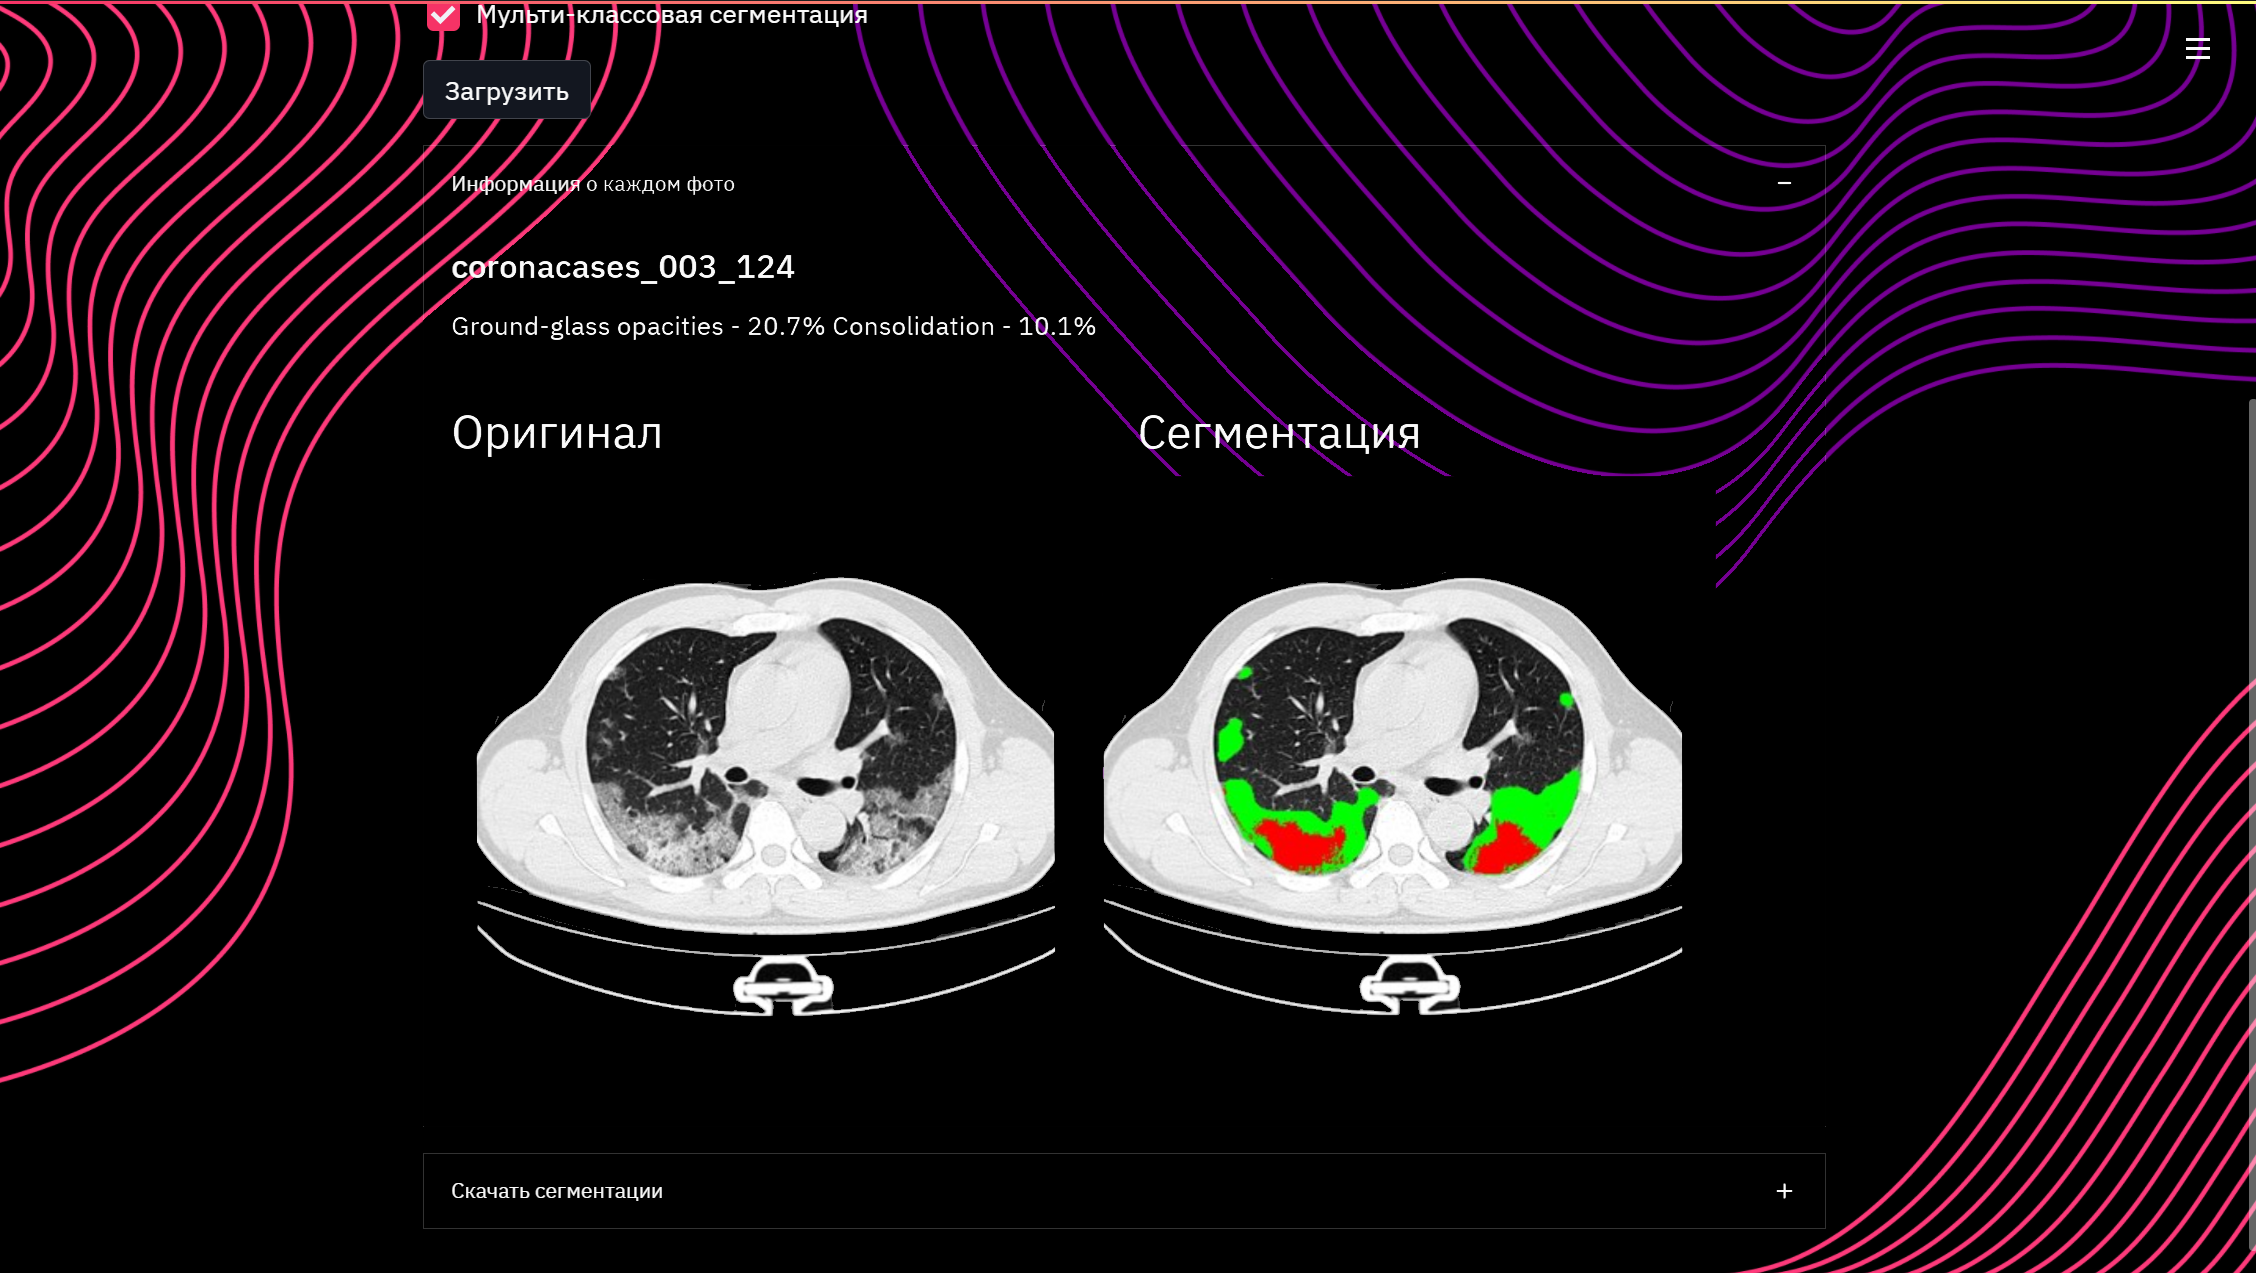 Мульти-классовая сегментация
Загрузить
Информация о каждом фото
coronacases_003_124
Ground-glass opacities - 20.7% Consolidation - 10.1%
Оригинал
Сегментация
Скачать сегментации